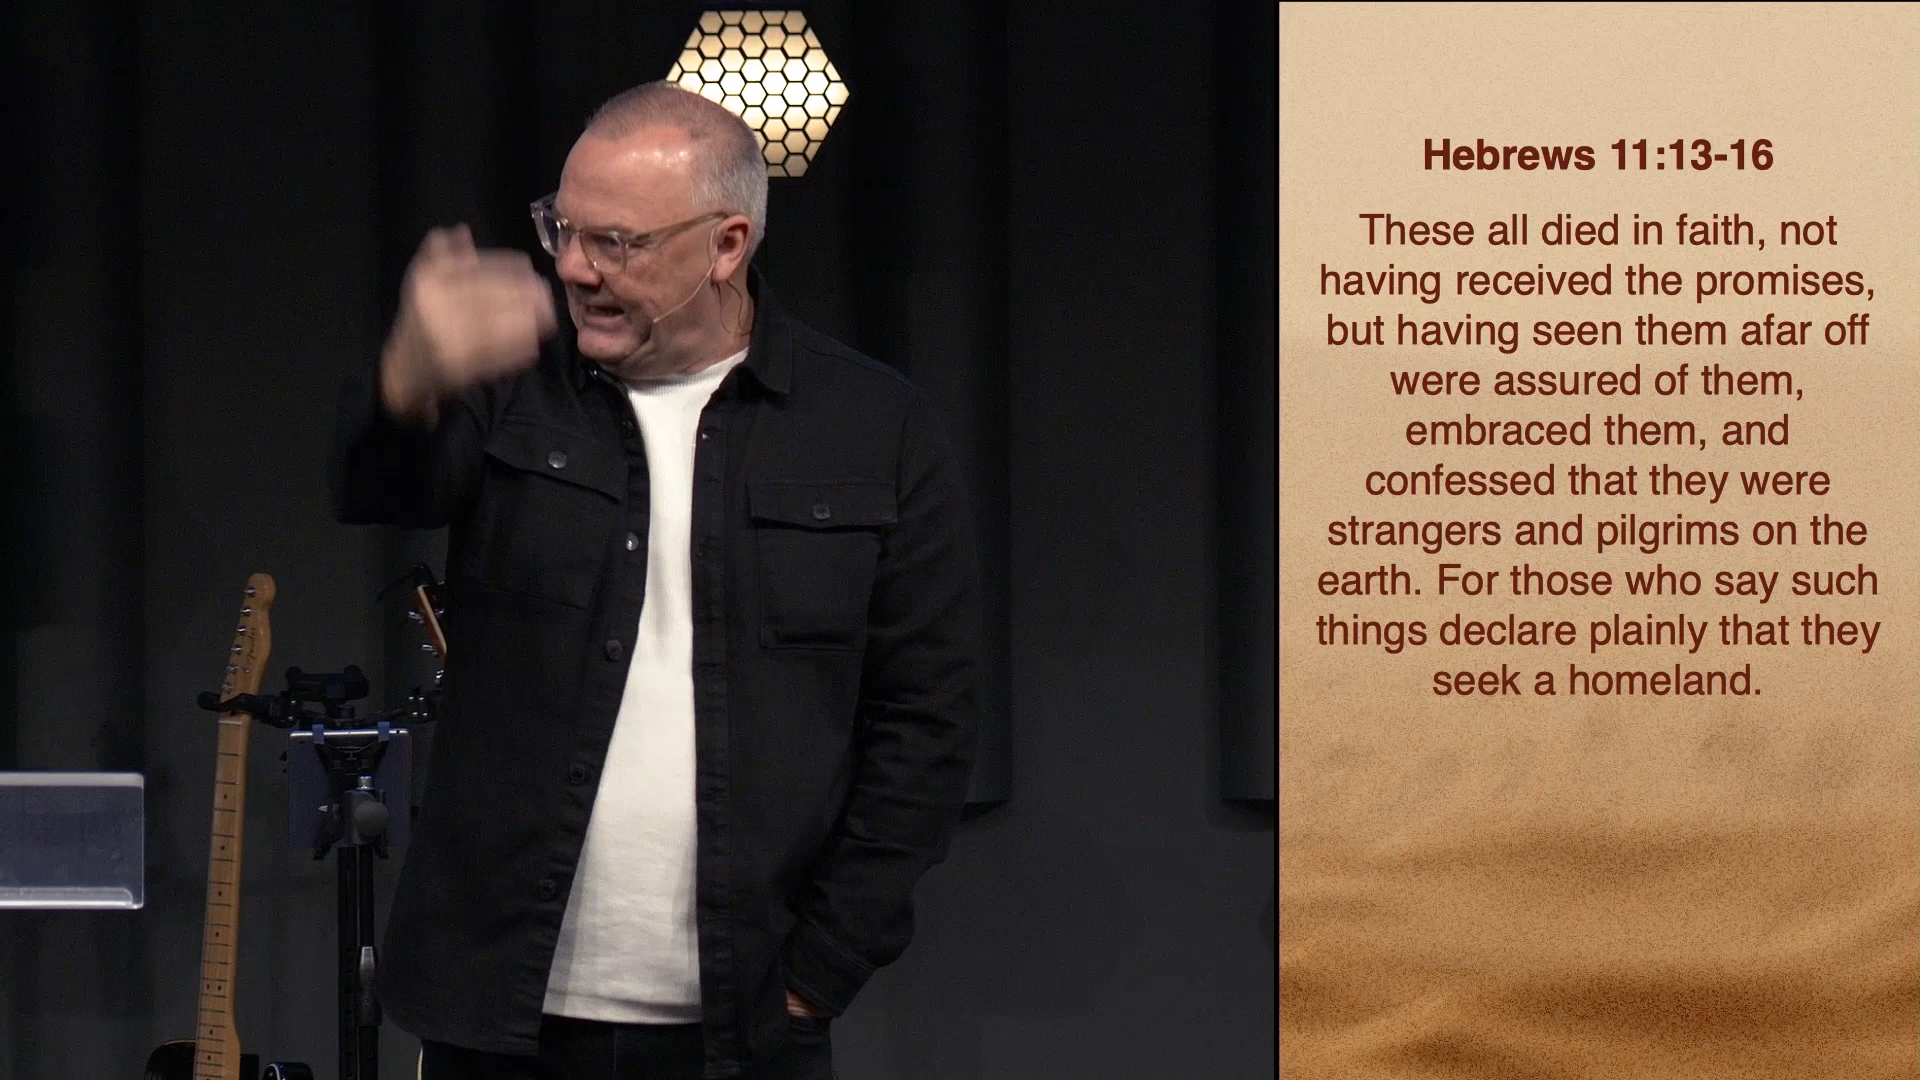 Hebrews 11:13-16
These all died in faith, not
having received the promises,
but having seen them afar off
were assured of them,
embraced them, and
confessed that they were
strangers and pilgrims on the
earth. For those who say such
things declare plainly that they
seek a homeland.